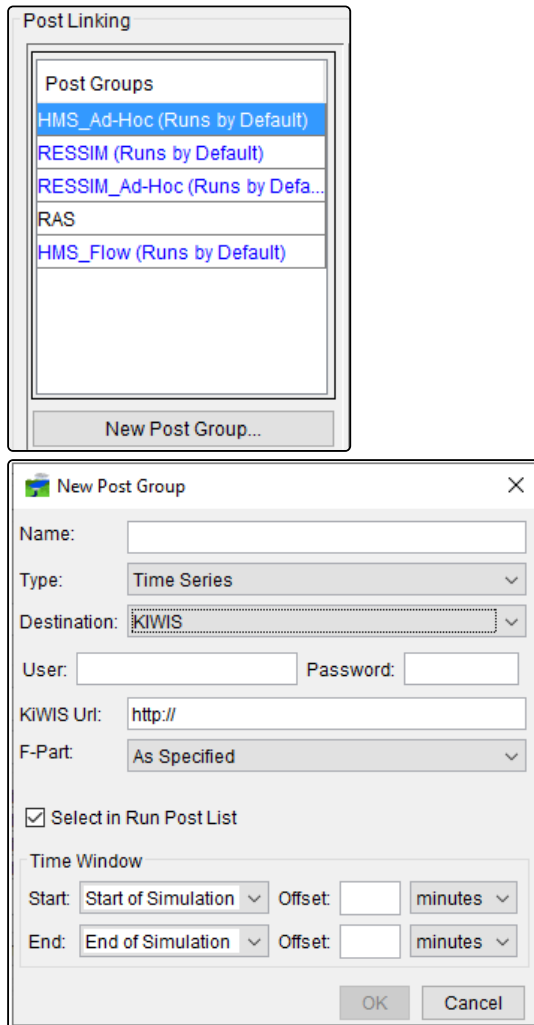 Post Linking
Post Groups
HMS_Ad-Hoc (Runs by Default)
RESSIM (Runs by Default)
RESSIM_Ad-Hoc (Runs by Defa...
RAS
HMS_Flow (Runs by Default)
New Post Group...
New Post Group
Name:
Type: Time Series
Destination: KIWIS
User: Password:
KiWIS Url: http://
F-Part: As Specified
Select in Run Post List
Time Window
Start: Start of Simulation Offset: minutes
End: End of Simulation Offset: minutes
OK Cancel